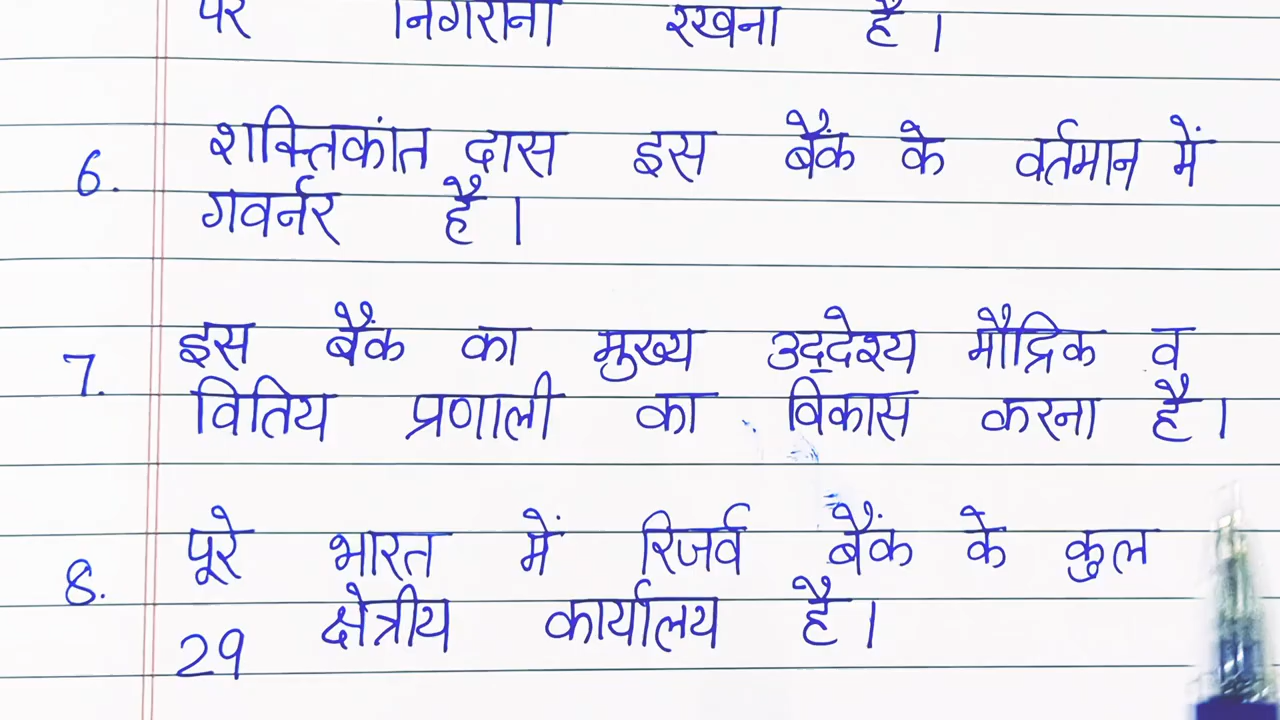 पर निगरानी रखना है।
6. शक्तिकांत दास इस बैंक के वर्तमान में
गवर्नर है।
7. इस बैंक का मुख्य उद्देश्य मौद्रिक व
वितिय प्रणाली का विकास करना है।
8. पूरे भारत में रिजर्व बैंक के कुल
29 क्षेत्रीय कार्यालय है।